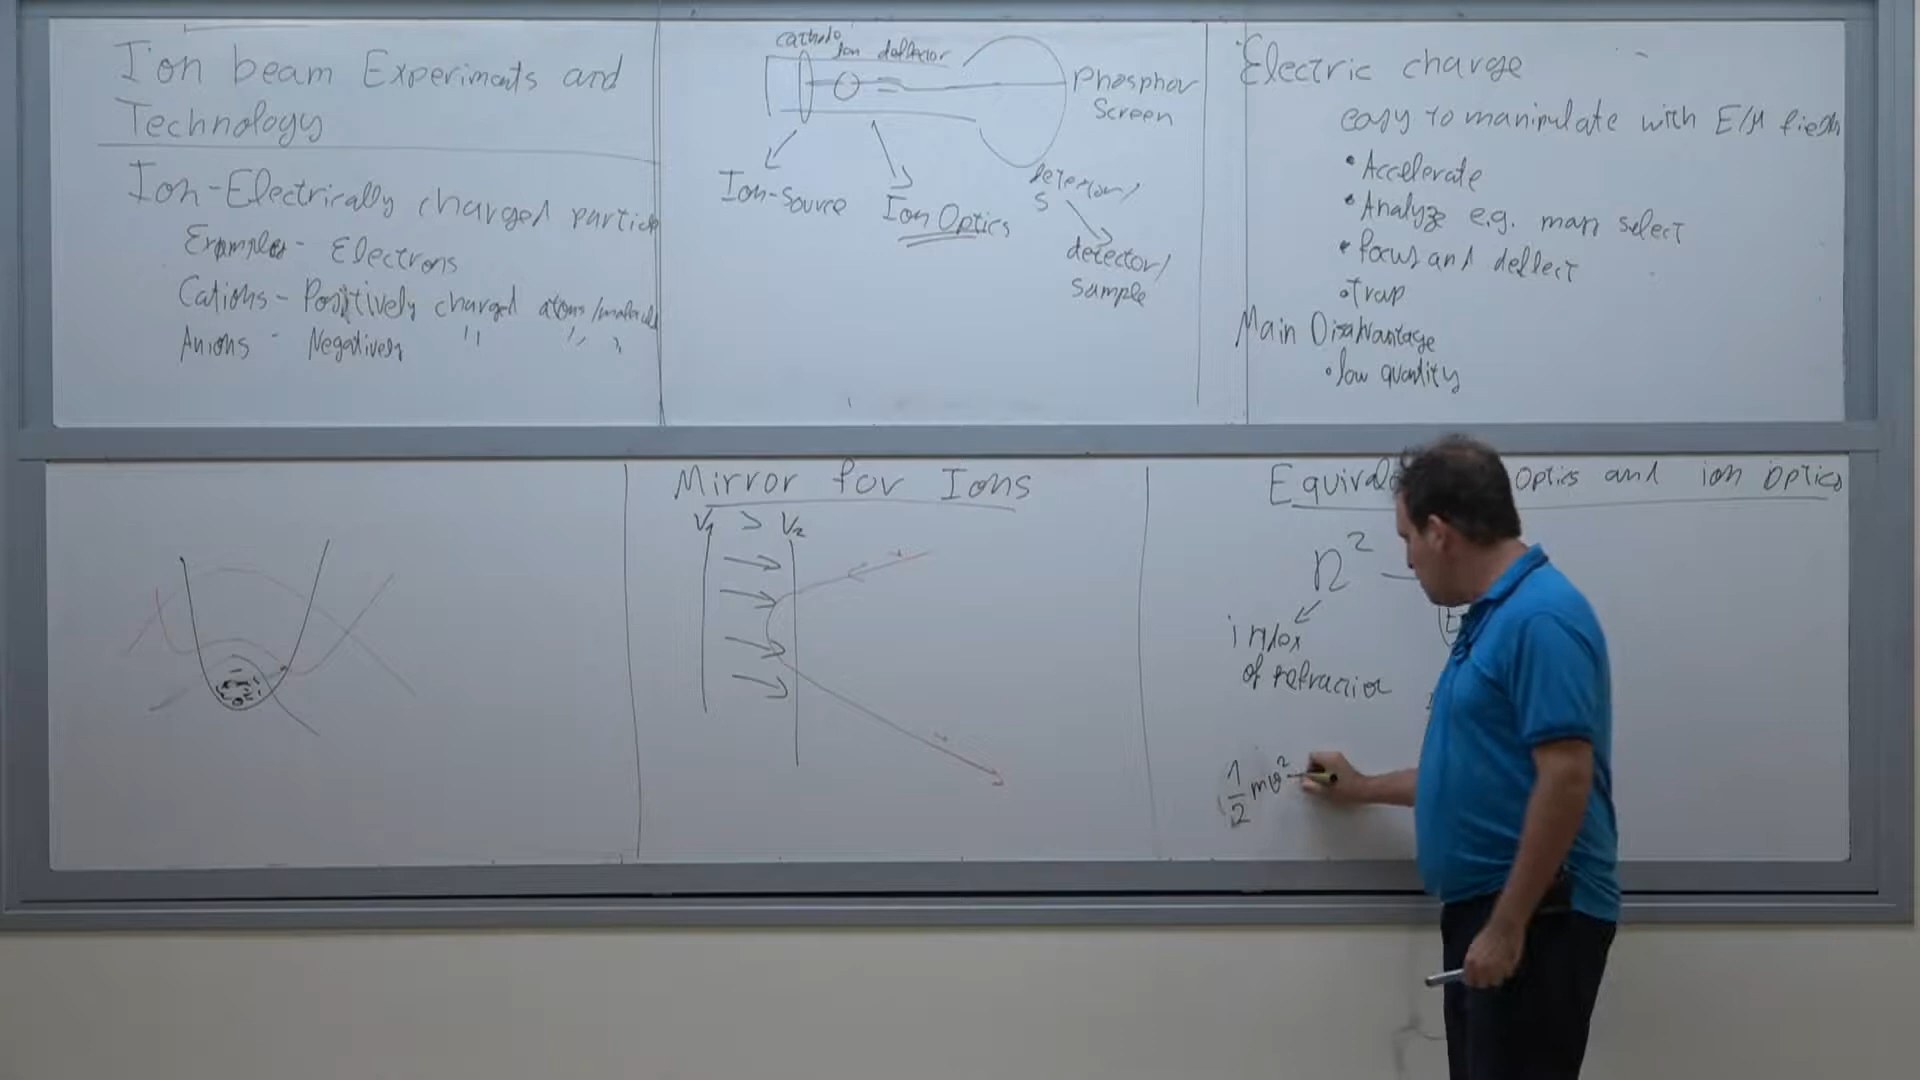 Ion beam Experiments and
Technology
Ion-Electrically charged particle
Examples - Electrons
Cations - Positively charged atoms/molecules
Anions - Negatively " " "
cathode ion deflector
Phosphor
Screen
Ion-Source
Ion Optics
detector/
S
detector/
sample
Electric charge
easy to manipulate with E/M fields
• Accelerate
• Analyze e.g. mass select
• focus and deflect
• Trap
Main Disadvantage
• low quantity
Mirror for Ions
V1 > V2
Optics and ion optics
n²
index
of refraction
1/2 mv²